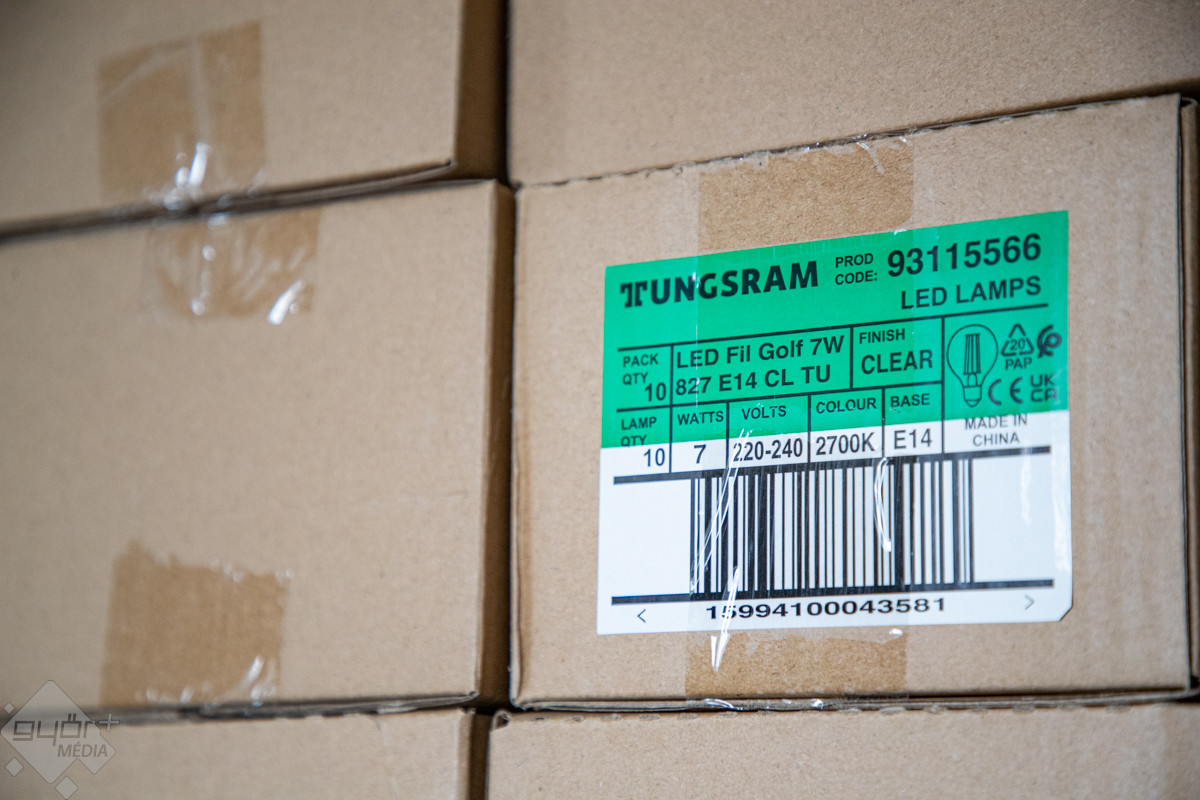 TUNGSRAM PROD CODE: 93115566
LED LAMPS
PACK QTY 10
LED Fil Golf 7W
827 E14 CL TU
FINISH
CLEAR
20
PAP
CE UK CA
LAMP QTY 10
WATTS 7
VOLTS 220-240
COLOUR 2700K
BASE E14
MADE IN
CHINA
< 15994100043581 >
győr+
MÉDIA